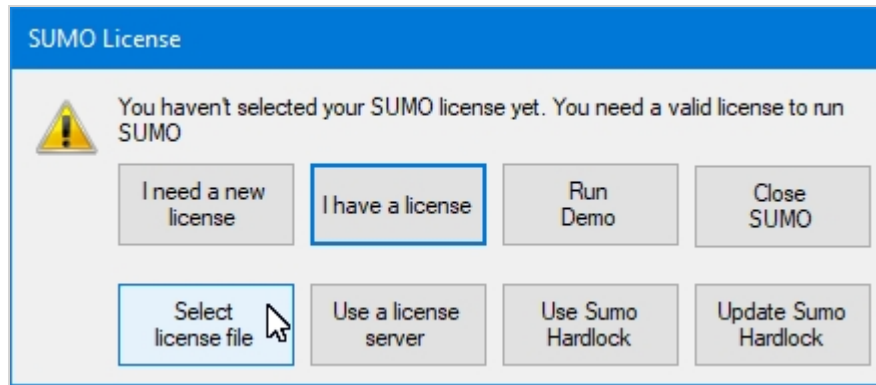 SUMO License
You haven't selected your SUMO license yet. You need a valid license to run
SUMO
I need a new
license
I have a license
Run
Demo
Close
SUMO
Select
license file
Use a license
server
Use Sumo
Hardlock
Update Sumo
Hardlock